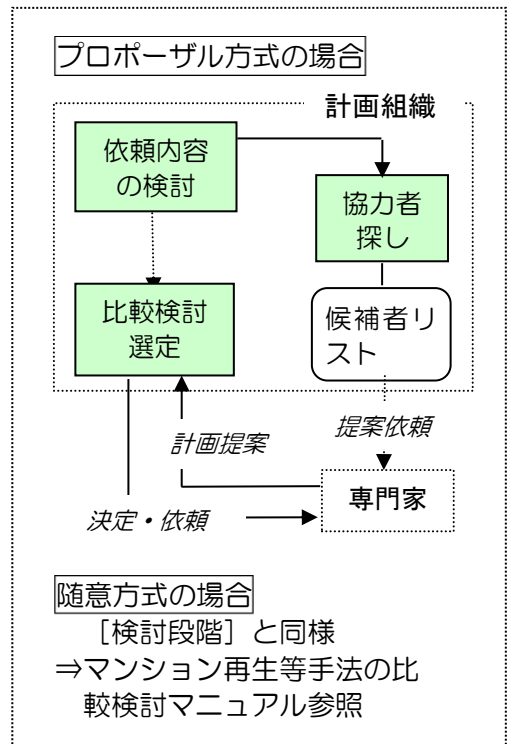 プロポーザル方式の場合
計画組織
依頼内容
の検討
協力者
探し
比較検討
選定
候補者リ
スト
提案依頼
計画提案
専門家
決定・依頼
随意方式の場合
［検討段階］と同様
⇒マンション再生等手法の比
較検討マニュアル参照